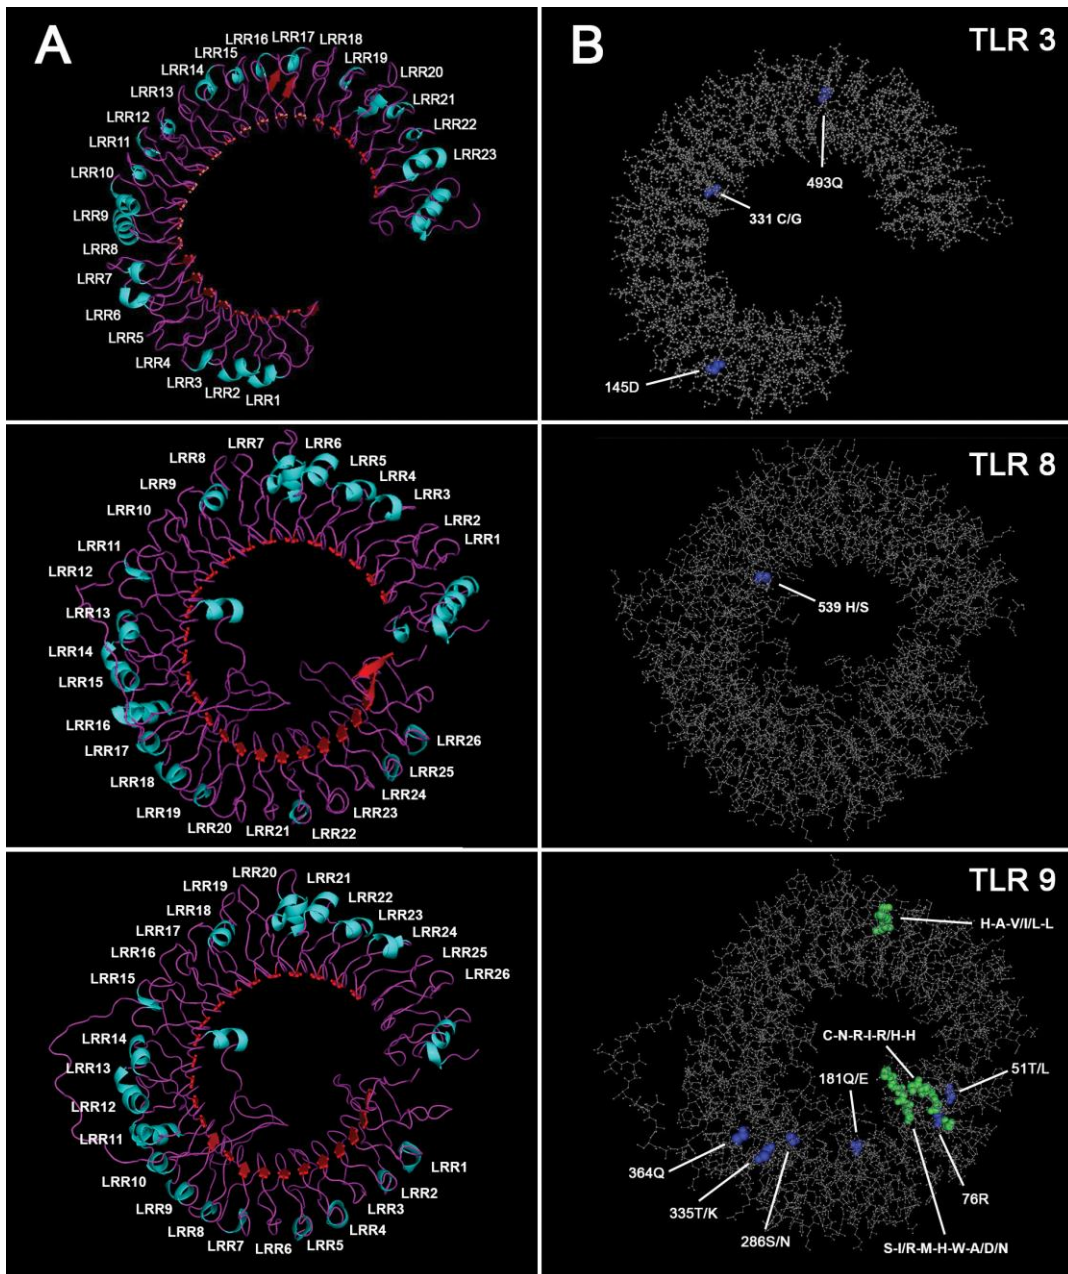 A
LRR16
LRR17
LRR18
LRR15
LRR19
LRR14
LRR20
LRR13
LRR21
LRR12
LRR22
LRR11
LRR23
LRR10
LRR9
LRR8
LRR7
LRR6
LRR5
LRR4
LRR3
LRR2
LRR1
B
TLR 3
493Q
331 C/G
145D
LRR7
LRR6
LRR8
LRR5
LRR4
LRR9
LRR3
LRR10
LRR2
LRR1
LRR11
LRR12
LRR13
LRR14
LRR15
LRR16
LRR17
LRR18
LRR19
LRR20
LRR21
LRR22
LRR23
LRR24
LRR25
LRR26
TLR 8
539 H/S
LRR20
LRR21
LRR19
LRR22
LRR18
LRR23
LRR17
LRR24
LRR16
LRR25
LRR15
LRR26
LRR14
LRR13
LRR12
LRR11
LRR10
LRR9
LRR8
LRR7
LRR6
LRR5
LRR4
LRR3
LRR2
LRR1
TLR 9
H-A-V/I/L-L
C-N-R-I-R/H-H
181Q/E
51T/L
364Q
335T/K
286S/N
76R
S-I/R-M-H-W-A/D/N